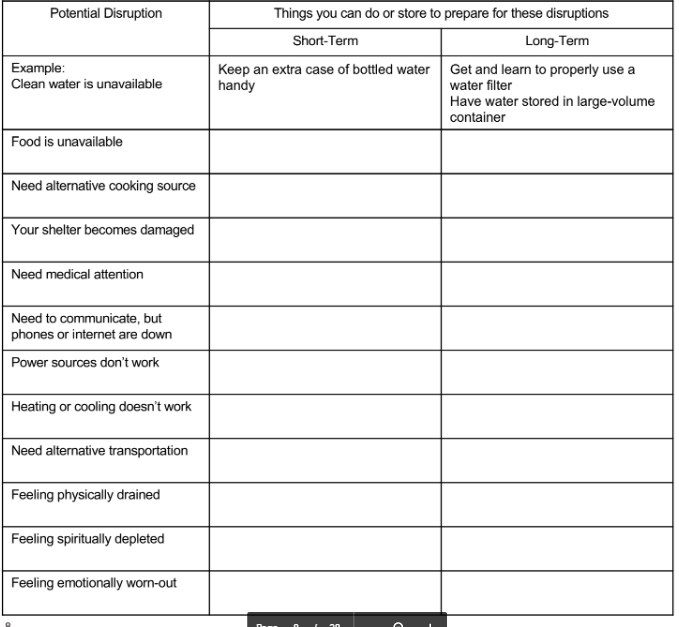 Potential Disruption
Things you can do or store to prepare for these disruptions
Short-Term
Long-Term
Example:
Clean water is unavailable
Keep an extra case of bottled water
handy
Get and learn to properly use a
water filter
Have water stored in large-volume
container
Food is unavailable
Need alternative cooking source
Your shelter becomes damaged
Need medical attention
Need to communicate, but
phones or internet are down
Power sources don't work
Heating or cooling doesn't work
Need alternative transportation
Feeling physically drained
Feeling spiritually depleted
Feeling emotionally worn-out